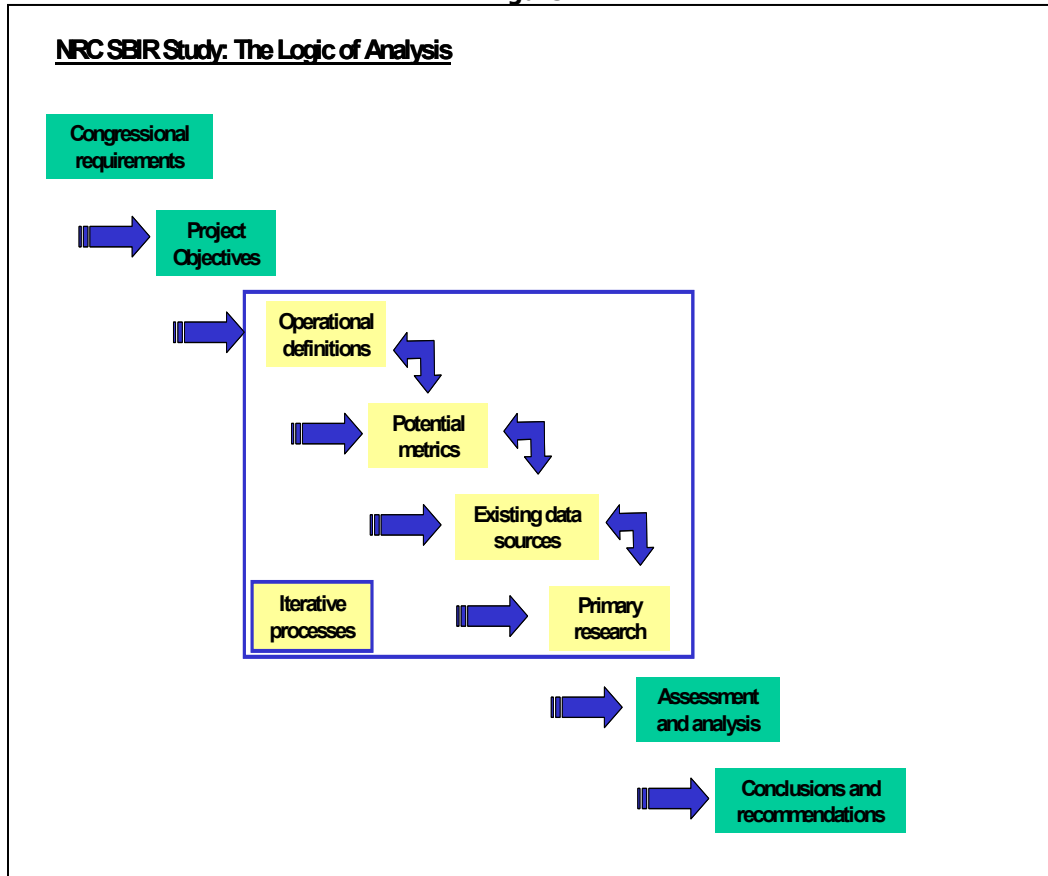 NRC SBIR Study: The Logic of Analysis
Congressional
requirements
Project
Objectives
Operational
definitions
Potential
metrics
Existing data
sources
Iterative
processes
Primary
research
Assessment
and analysis
Conclusions and
recommendations